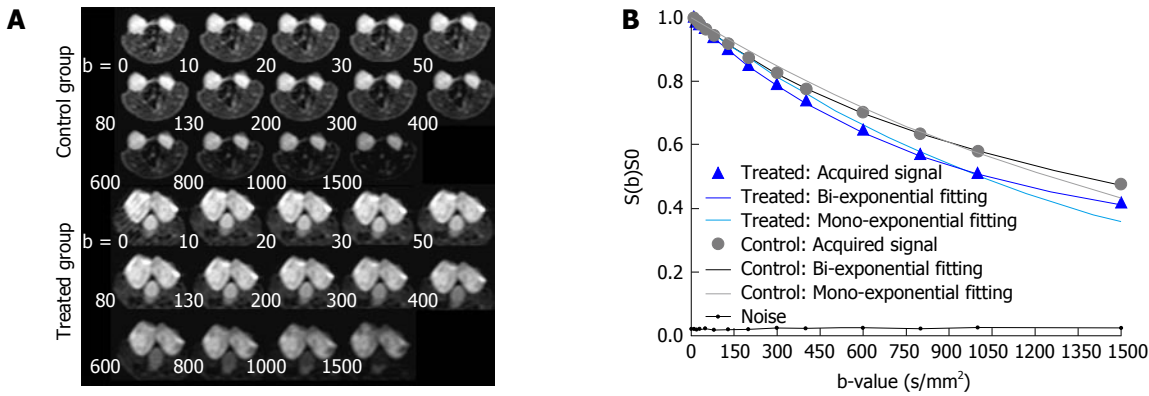 A
Control group
b = 0 10 20 30 50
80 130 200 300 400
600 800 1000 1500
Treated group
b = 0 10 20 30 50
80 130 200 300 400
600 800 1000 1500
B
S(b)S0
1.0
0.8
0.6
0.4
0.2
0.0
Treated: Acquired signal
Treated: Bi-exponential fitting
Treated: Mono-exponential fitting
Control: Acquired signal
Control: Bi-exponential fitting
Control: Mono-exponential fitting
Noise
0 150 300 450 600 750 900 1050 1200 1350 1500
b-value (s/mm²)